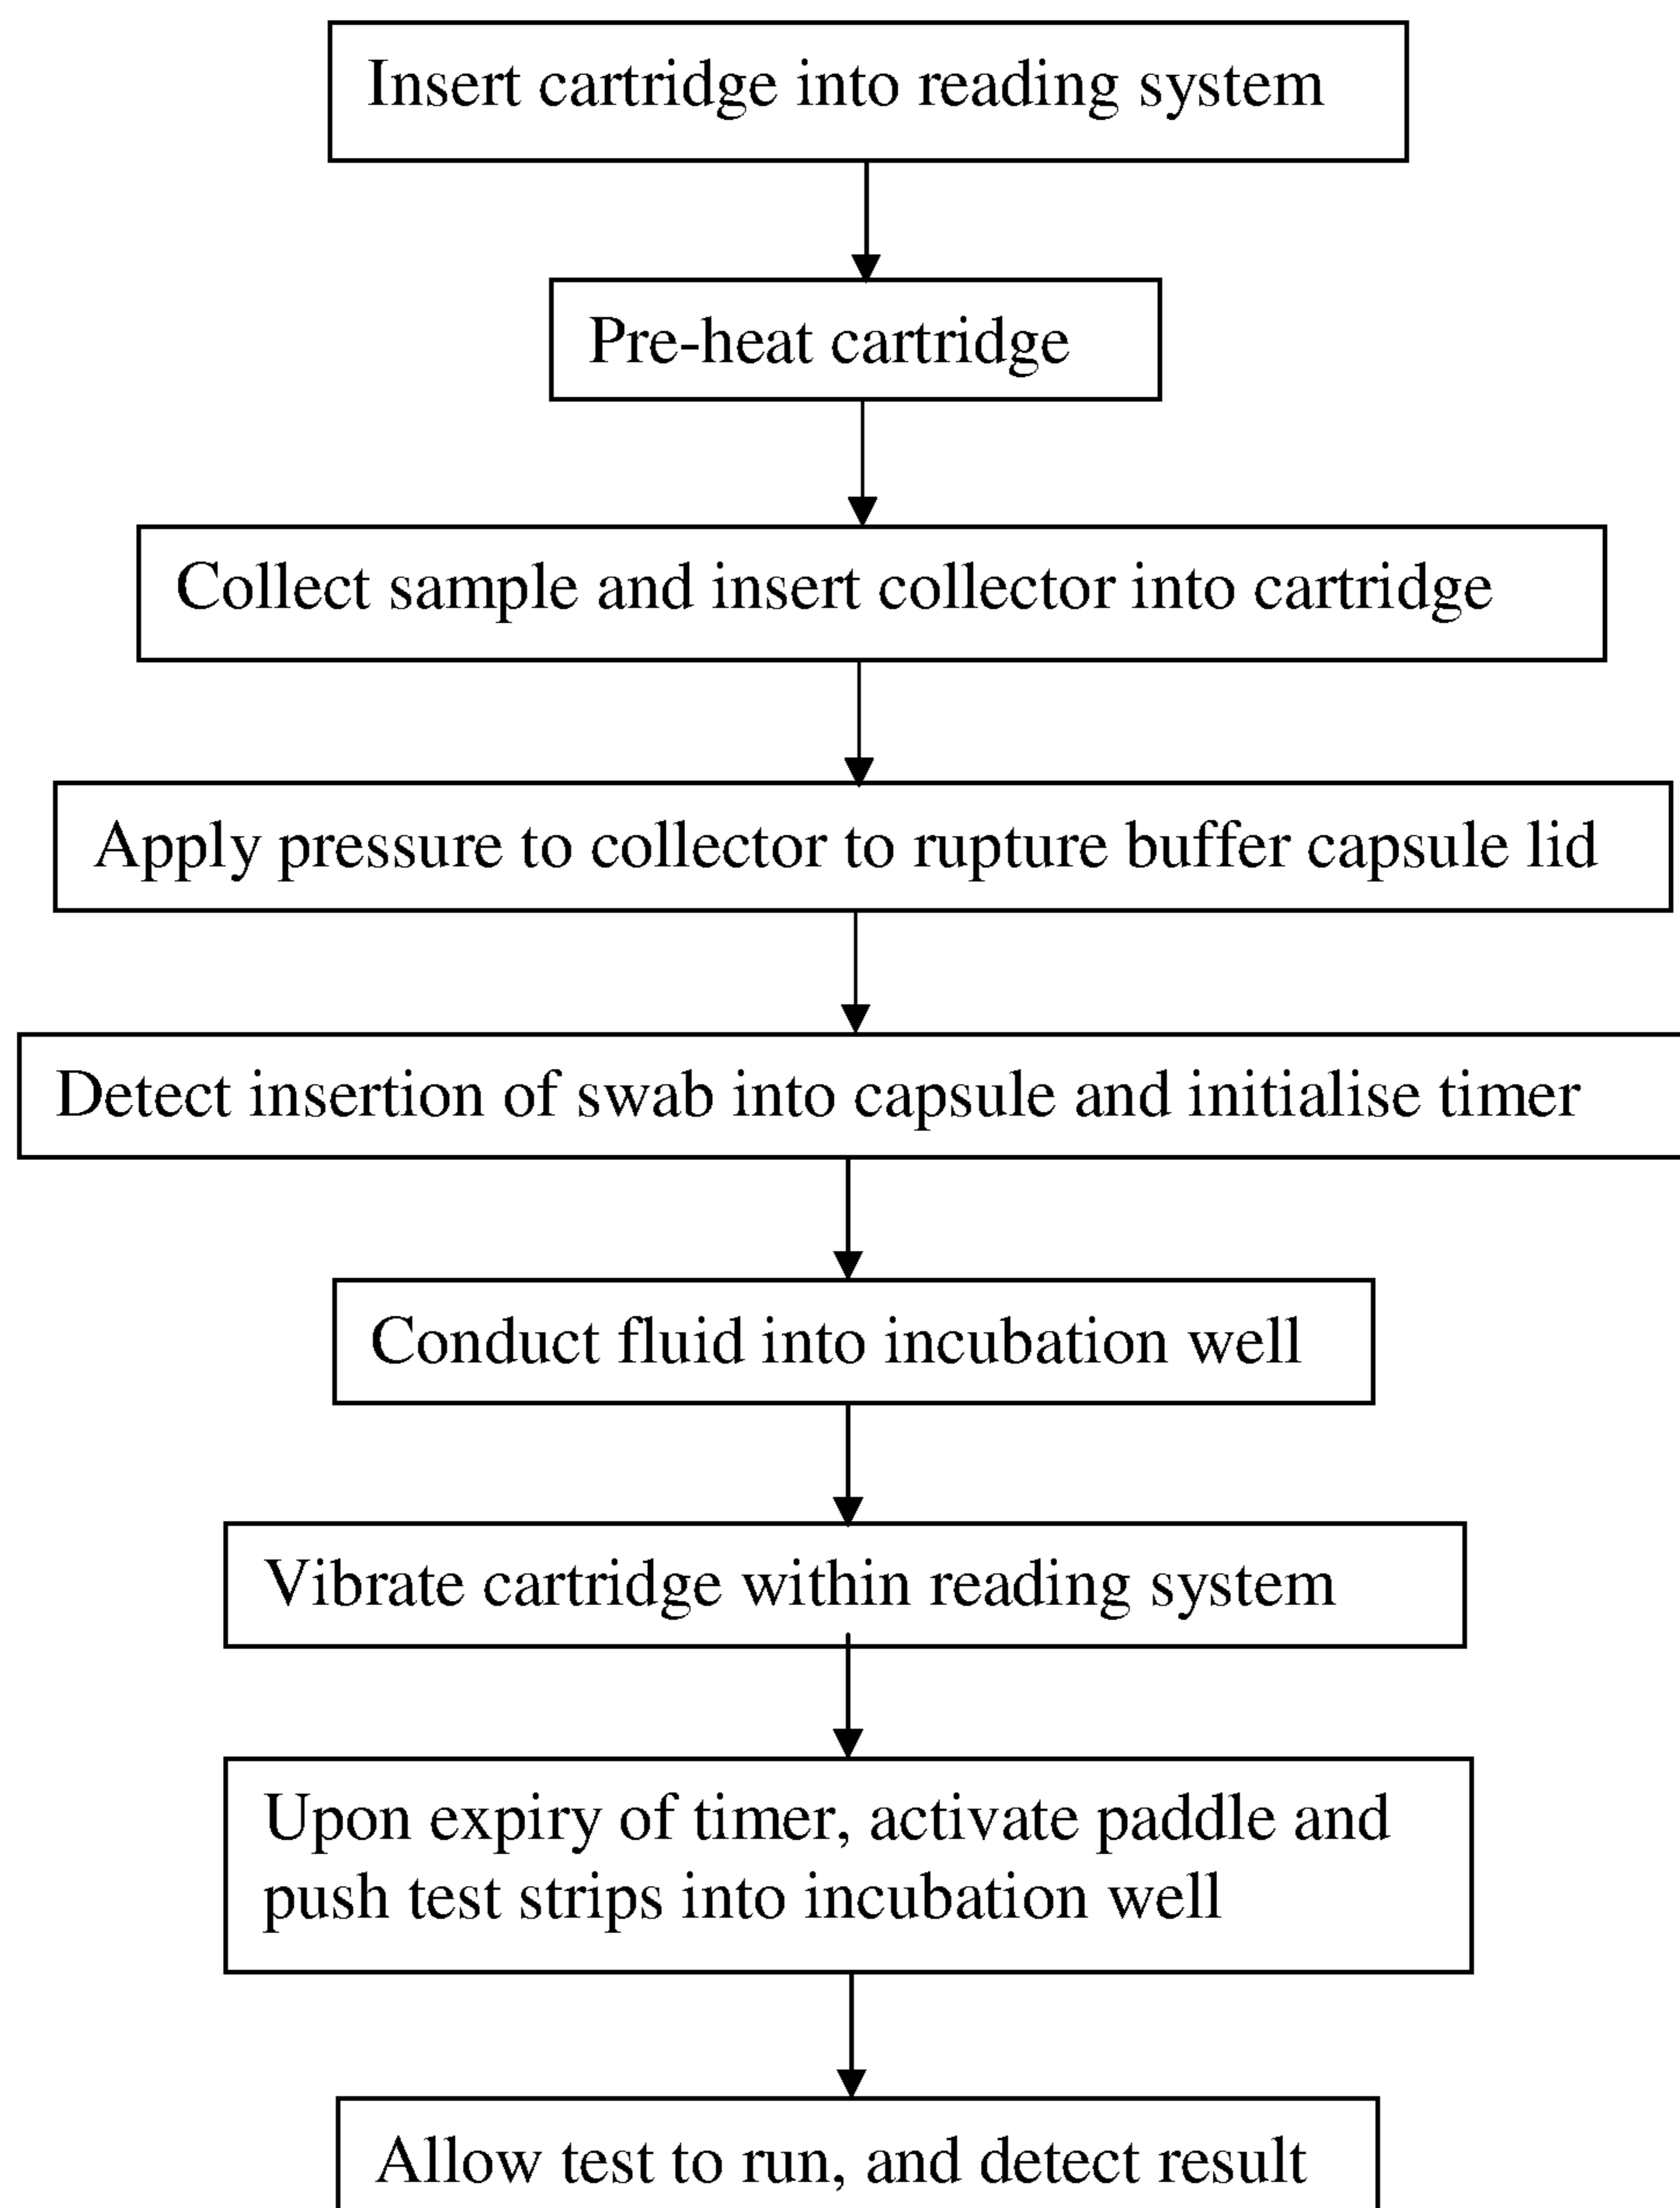 Insert cartridge into reading system
Pre-heat cartridge
Collect sample and insert collector into cartridge
Apply pressure to collector to rupture buffer capsule lid
Detect insertion of swab into capsule and initialise timer
Conduct fluid into incubation well
Vibrate cartridge within reading system
Upon expiry of timer, activate paddle and
push test strips into incubation well
Allow test to run, and detect result